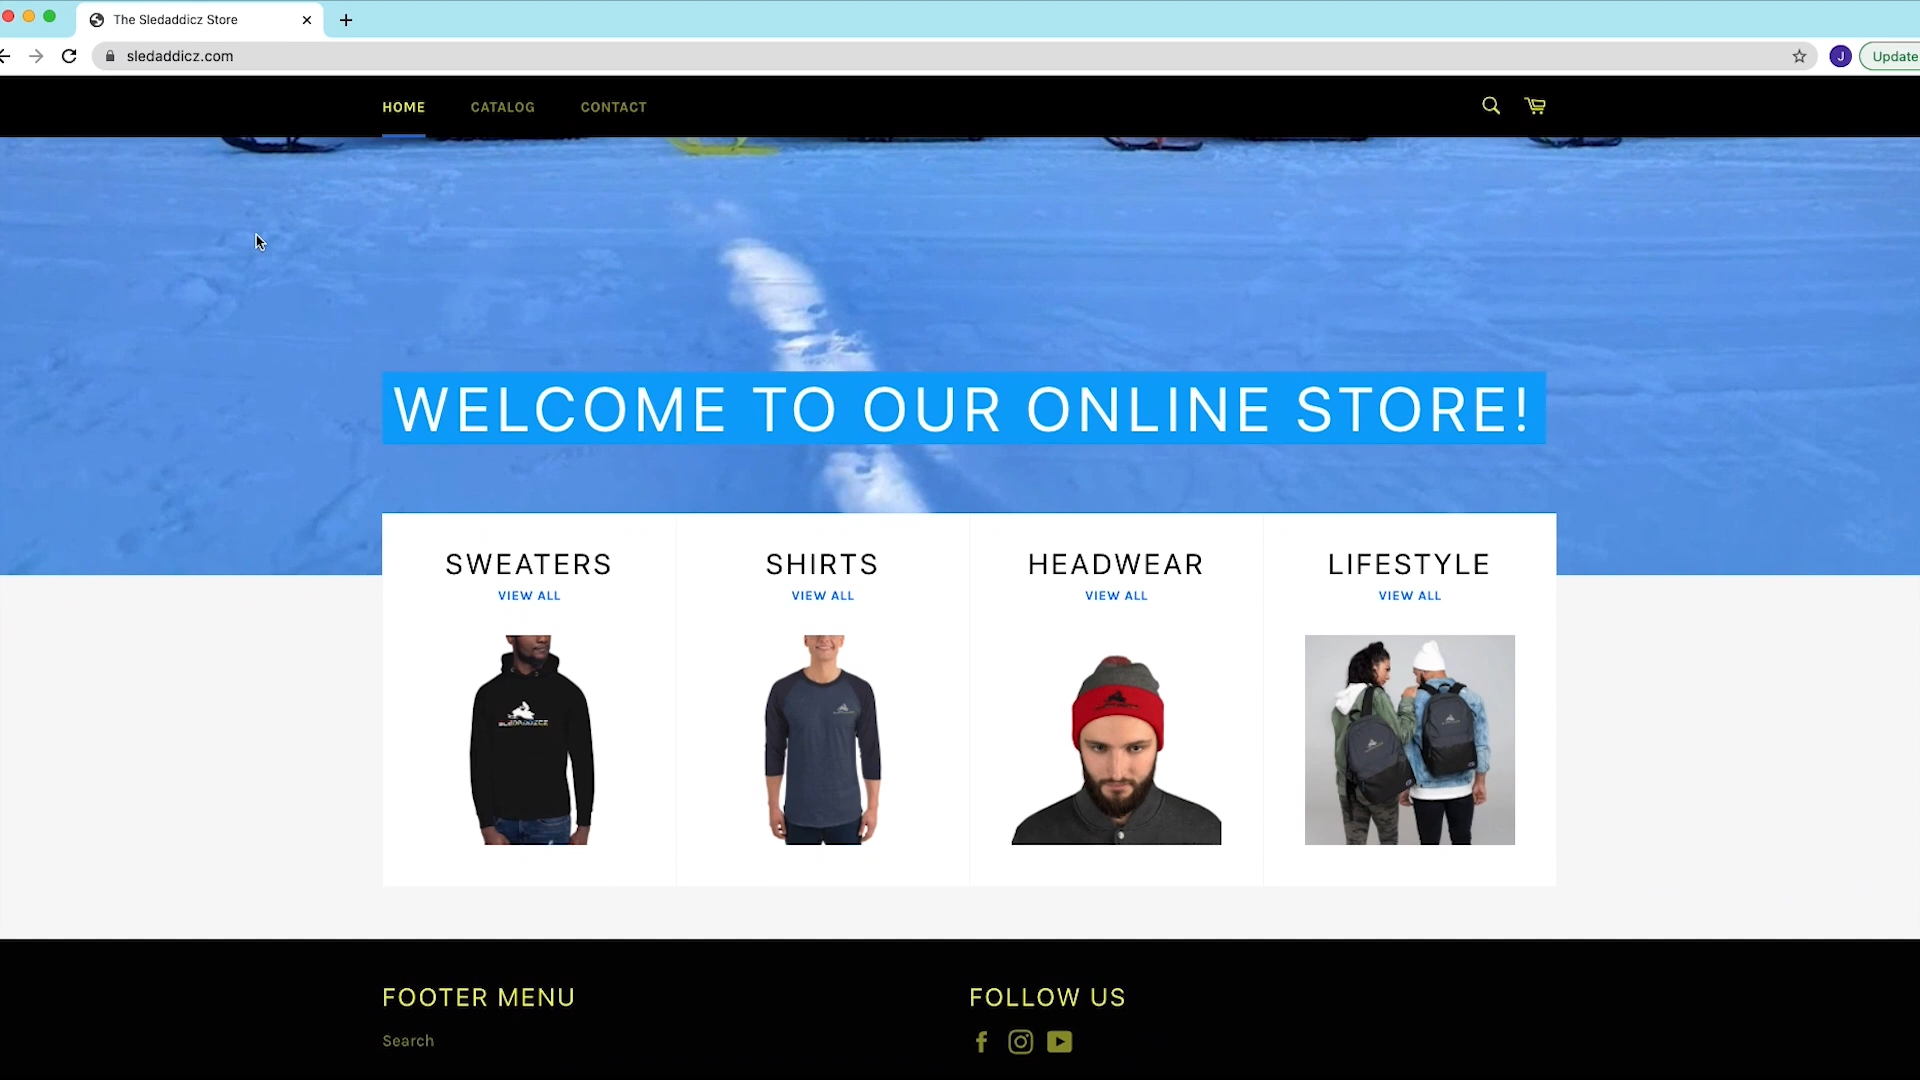 The Sledaddicz Store
sledaddicz.com
J
Update
HOME CATALOG CONTACT
WELCOME TO OUR ONLINE STORE!
SWEATERS SHIRTS HEADWEAR LIFESTYLE
VIEW ALL VIEW ALL VIEW ALL VIEW ALL
SLEDADDICZ
FOOTER MENU FOLLOW US
Search